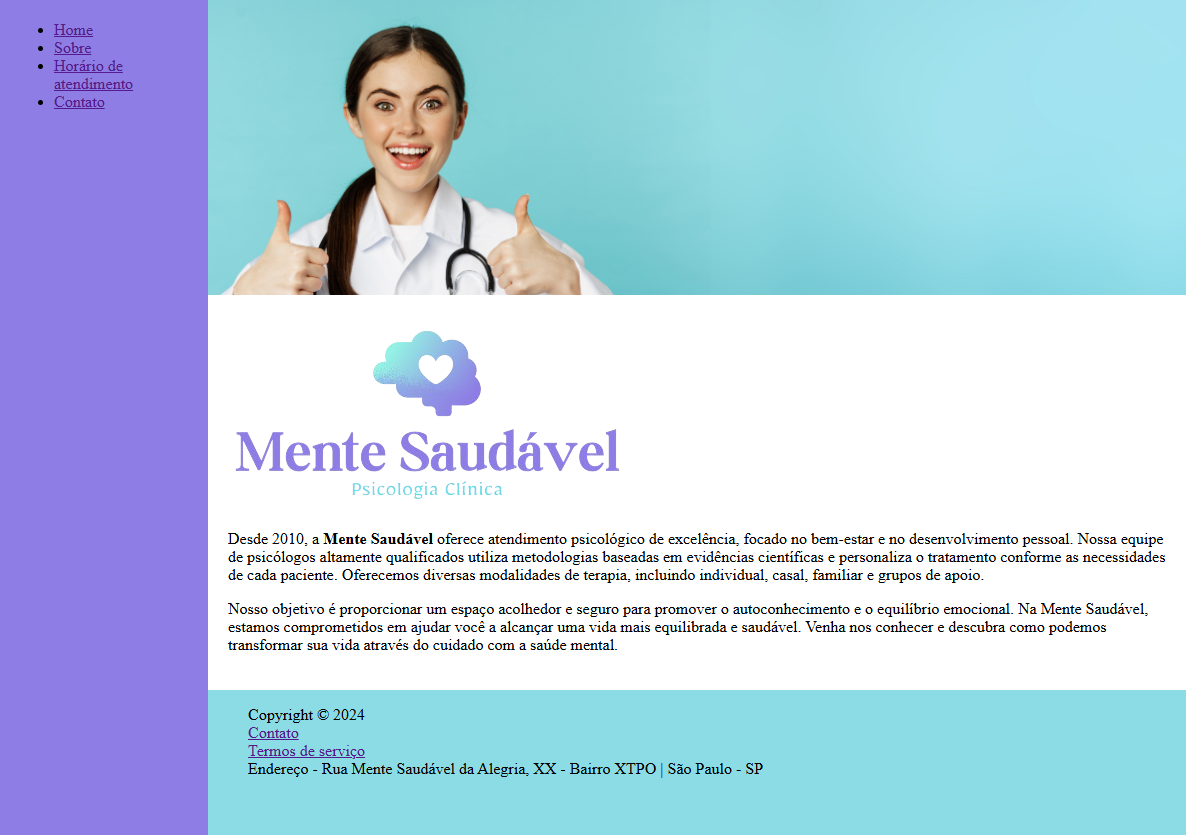 Home
Sobre
Horário de
atendimento
Contato
Mente Saudável
Psicologia Clínica
Desde 2010, a Mente Saudável oferece atendimento psicológico de excelência, focado no bem-estar e no desenvolvimento pessoal. Nossa equipe
de psicólogos altamente qualificados utiliza metodologias baseadas em evidências científicas e personaliza o tratamento conforme as necessidades
de cada paciente. Oferecemos diversas modalidades de terapia, incluindo individual, casal, familiar e grupos de apoio.
Nosso objetivo é proporcionar um espaço acolhedor e seguro para promover o autoconhecimento e o equilíbrio emocional. Na Mente Saudável,
estamos comprometidos em ajudar você a alcançar uma vida mais equilibrada e saudável. Venha nos conhecer e descubra como podemos
transformar sua vida através do cuidado com a saúde mental.
Copyright © 2024
Contato
Termos de serviço
Endereço - Rua Mente Saudável da Alegria, XX - Bairro XTPO | São Paulo - SP